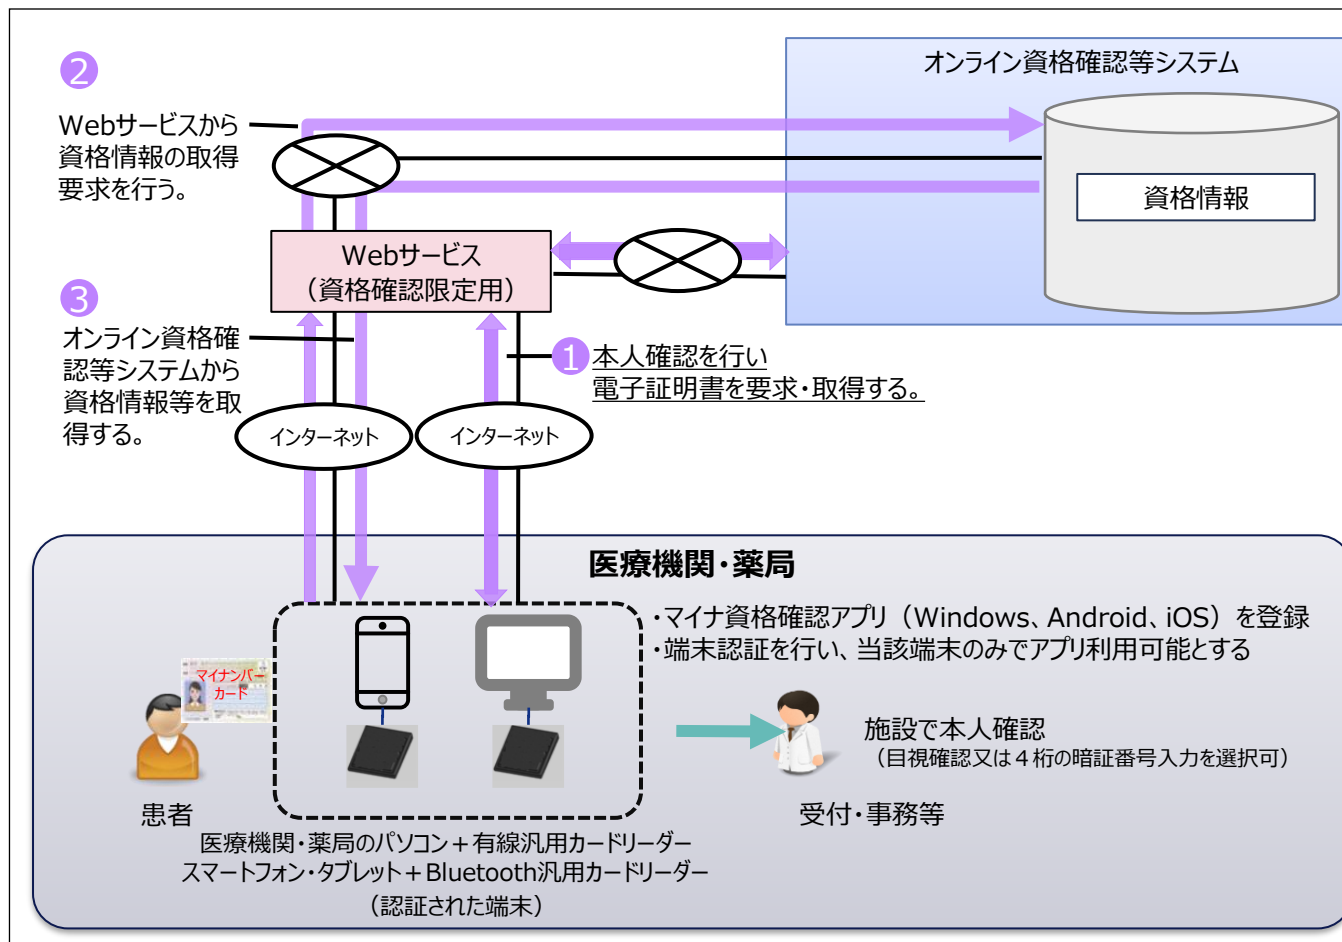 オンライン資格確認等システム
資格情報
❷
Webサービスから
資格情報の取得
要求を行う。
Webサービス
（資格確認限定用）
❸
オンライン資格確
認等システムから
資格情報等を取
得する。
❶
本人確認を行い
電子証明書を要求・取得する。
インターネット
インターネット
医療機関・薬局
・マイナ資格確認アプリ（Windows、Android、iOS）を登録
・端末認証を行い、当該端末のみでアプリ利用可能とする
マイナンバー
カード
患者
施設で本人確認
（目視確認又は４桁の暗証番号入力を選択可）
受付・事務等
医療機関・薬局のパソコン＋有線汎用カードリーダー
スマートフォン・タブレット＋Bluetooth汎用カードリーダー
（認証された端末）